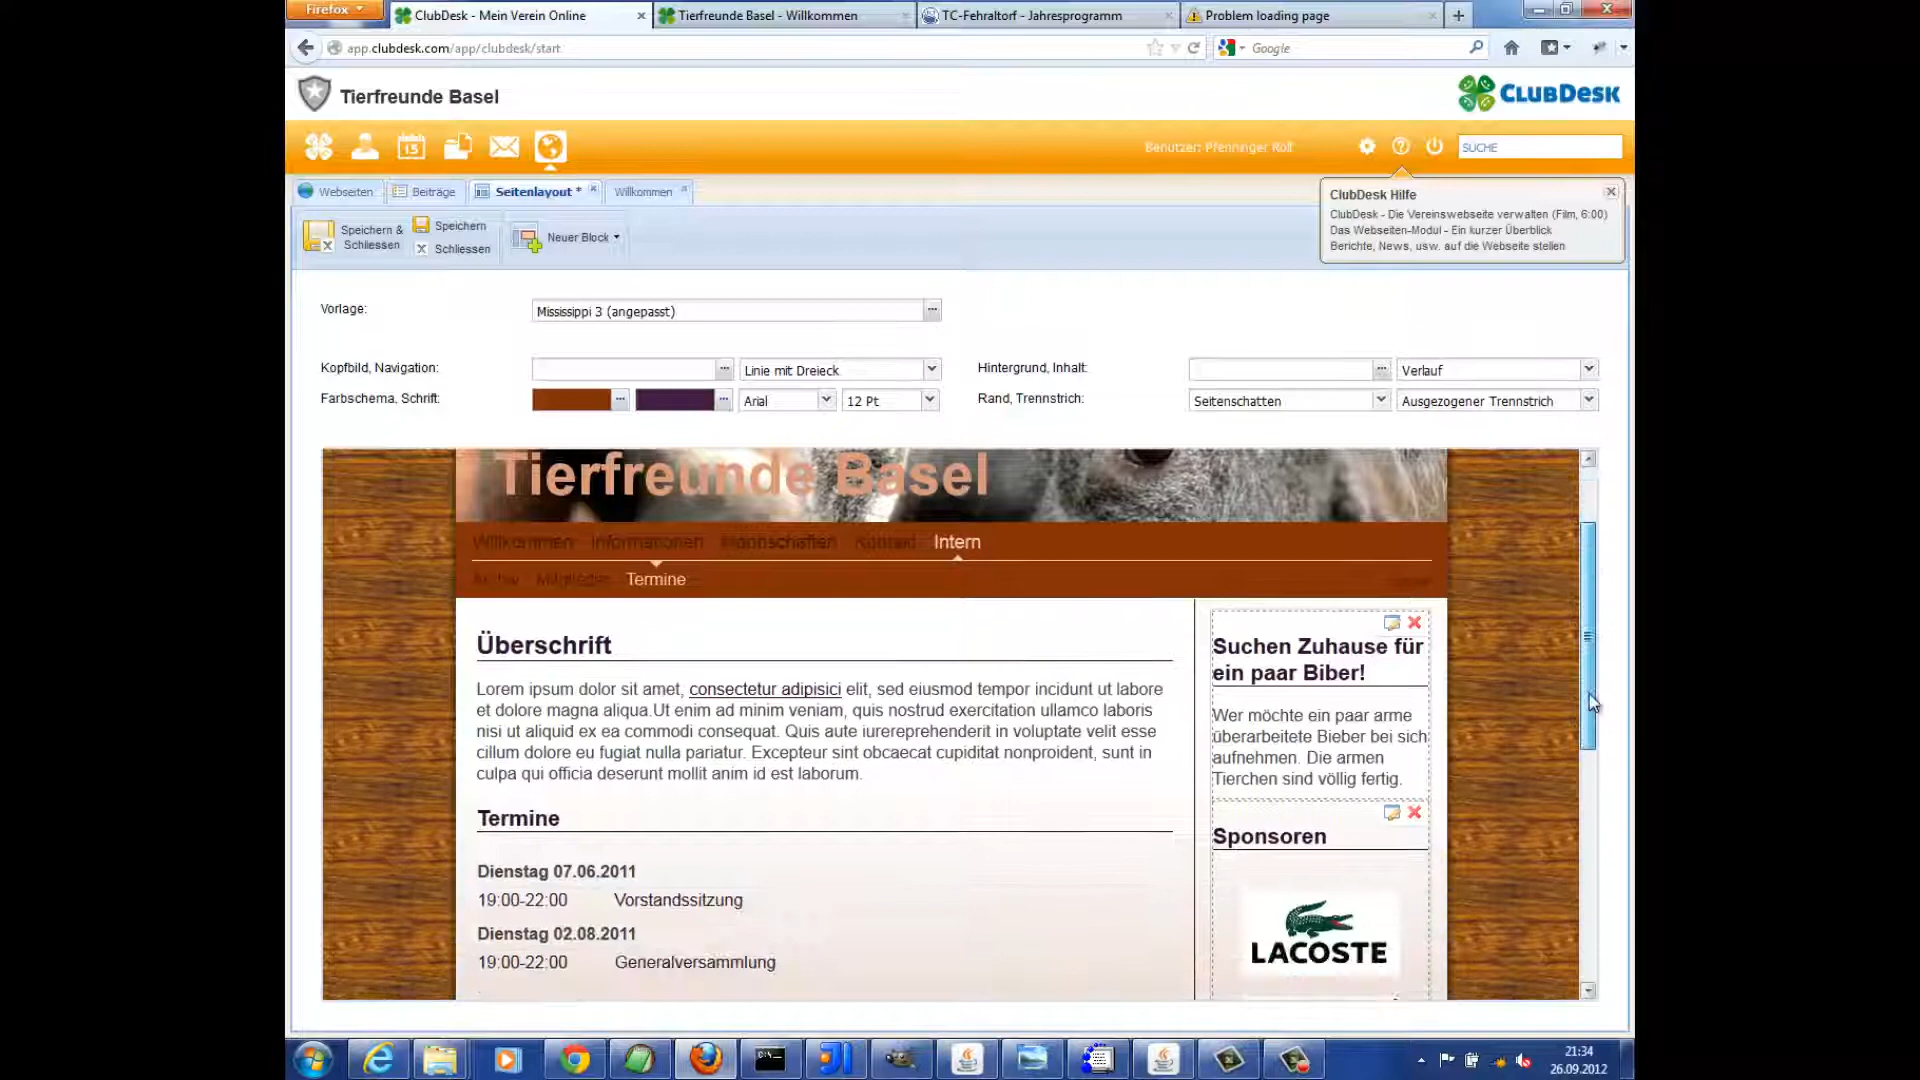 Firefox
ClubDesk - Mein Verein Online
Tierfreunde Basel - Willkommen
TC-Fehraltorf - Jahresprogramm
Problem loading page
app.clubdesk.com/app/clubdesk/start
Google
Tierfreunde Basel
CLUBDESK
15
Benutzer: Pfenninger Rolf
SUCHE
Webseiten
Beiträge
Seitenlayout *
Willkommen
Speichern & Schliessen
Speichern
Schliessen
Neuer Block
ClubDesk Hilfe
ClubDesk - Die Vereinswebseite verwalten (Film, 6:00)
Das Webseiten-Modul - Ein kurzer Überblick
Berichte, News, usw. auf die Webseite stellen
Vorlage:
Mississippi 3 (angepasst)
Kopfbild, Navigation:
Linie mit Dreieck
Hintergrund, Inhalt:
Verlauf
Farbschema, Schrift:
Arial
12 Pt
Rand, Trennstrich:
Seitenschatten
Ausgezogener Trennstrich
Tierfreunde Basel
Willkommen Informationen Mannschaften Kontakt Intern
Archiv Mitglieder Termine
Überschrift
Lorem ipsum dolor sit amet, consectetur adipisici elit, sed eiusmod tempor incidunt ut labore
et dolore magna aliqua.Ut enim ad minim veniam, quis nostrud exercitation ullamco laboris
nisi ut aliquid ex ea commodi consequat. Quis aute iurereprehenderit in voluptate velit esse
cillum dolore eu fugiat nulla pariatur. Excepteur sint obcaecat cupiditat nonproident, sunt in
culpa qui officia deserunt mollit anim id est laborum.
Termine
Dienstag 07.06.2011
19:00-22:00 Vorstandssitzung
Dienstag 02.08.2011
19:00-22:00 Generalversammlung
Suchen Zuhause für
ein paar Biber!
Wer möchte ein paar arme
überarbeitete Bieber bei sich
aufnehmen. Die armen
Tierchen sind völlig fertig.
Sponsoren
LACOSTE
21:34
26.09.2012